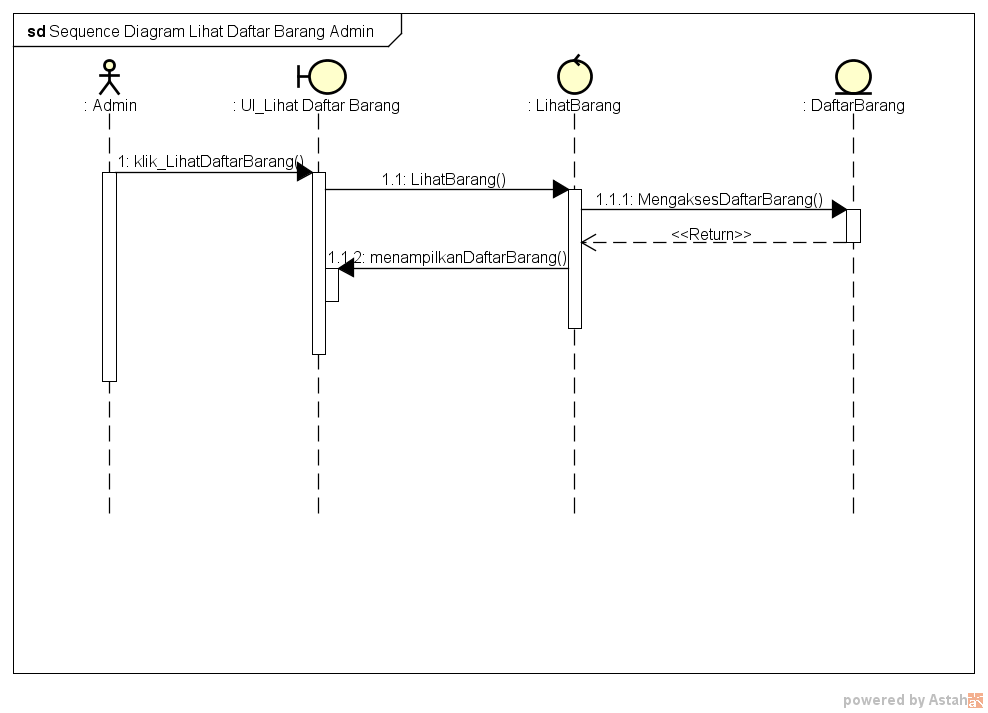 sd Sequence Diagram Lihat Daftar Barang Admin
: Admin
: UI_Lihat Daftar Barang
: LihatBarang
: DaftarBarang
1: klik_LihatDaftarBarang()
1.1: LihatBarang()
1.1.1: MengaksesDaftarBarang()
<<Return>>
1.1.2: menampilkanDaftarBarang()
powered by Astah